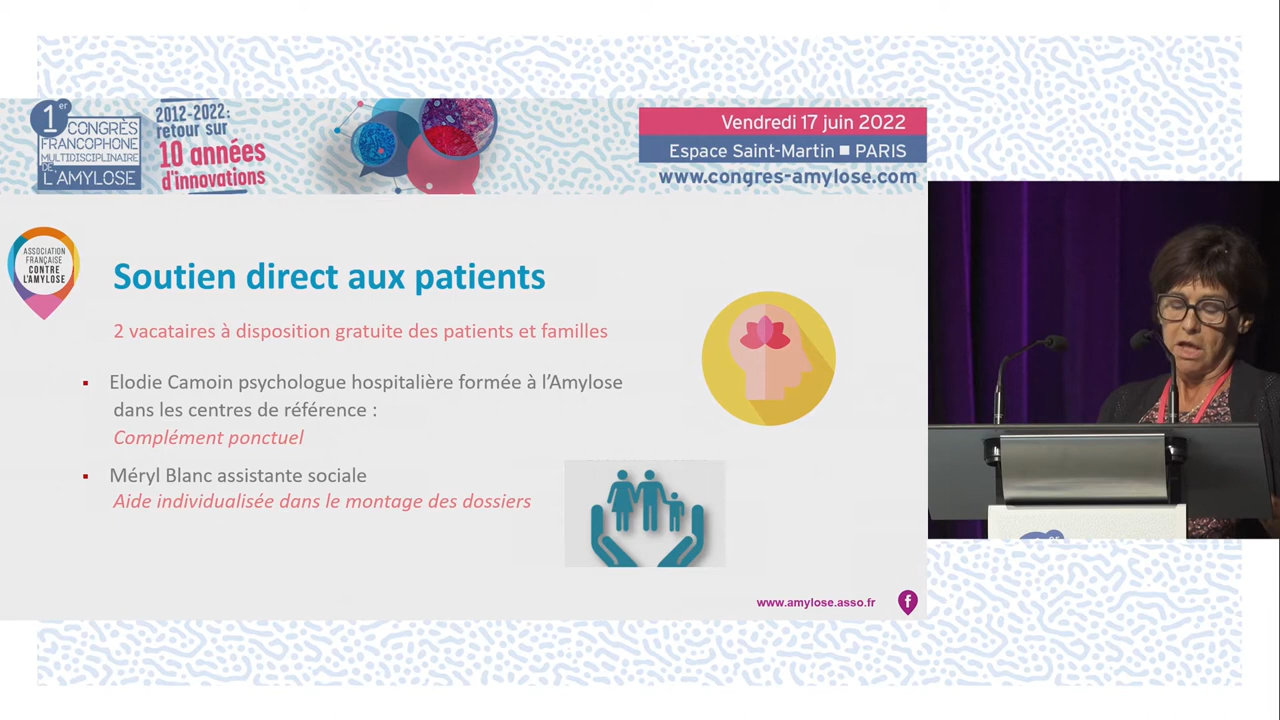 1er
CONGRÈS
FRANCOPHONE
MULTIDISCIPLINAIRE
DE L'AMYLOSE
2012-2022:
retour sur
10 années
d'innovations
Vendredi 17 juin 2022
Espace Saint-Martin ■ PARIS
www.congres-amylose.com
ASSOCIATION
FRANÇAISE
CONTRE
L'AMYLOSE
Soutien direct aux patients
2 vacataires à disposition gratuite des patients et familles
▪ Elodie Camoin psychologue hospitalière formée à l'Amylose
dans les centres de référence :
Complément ponctuel
▪ Méryl Blanc assistante sociale
Aide individualisée dans le montage des dossiers
www.amylose.asso.fr
f